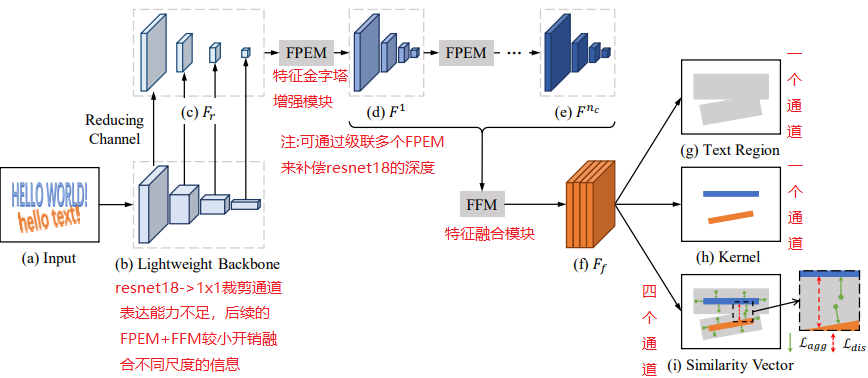 FPEM
FPEM
...
特征金字塔
增强模块
(c) F_r
(d) F^1
(e) F^{n_c}
Reducing
Channel
注:可通过级联多个FPEM
来补偿resnet18的深度
一个通道
(g) Text Region
HELLO WORLD!
hello text!
(a) Input
(b) Lightweight Backbone
resnet18->1x1裁剪通道
表达能力不足，后续的
FPEM+FFM较小开销融
合不同尺度的信息
FFM
特征融合模块
(f) F_f
一个通道
(h) Kernel
四个通道
(i) Similarity Vector
ℒ_agg
ℒ_dis